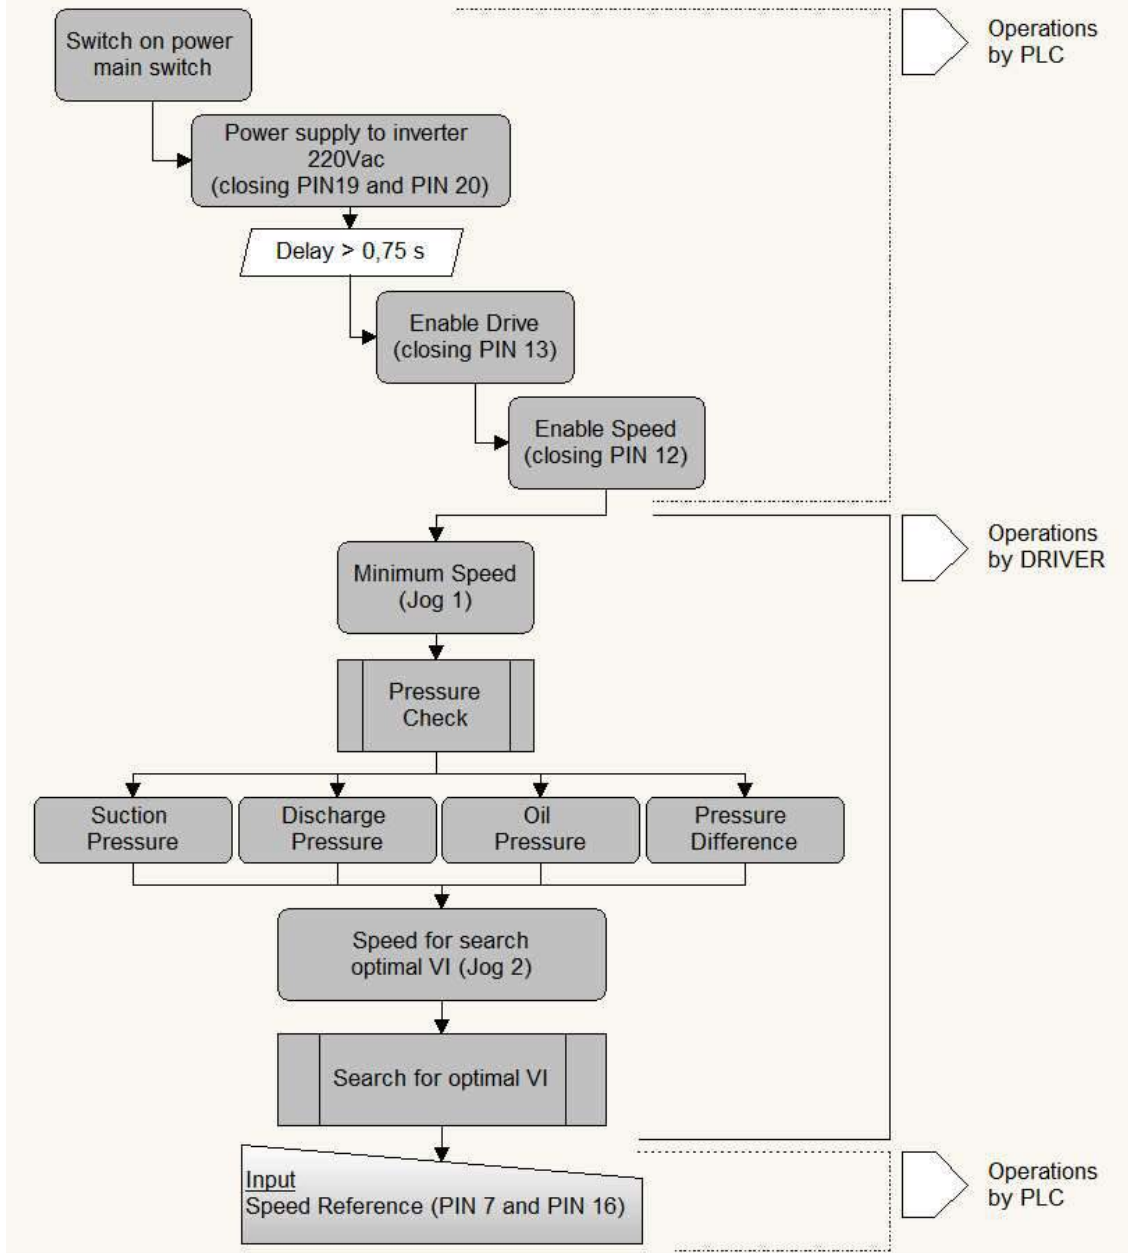 Switch on power
main switch
Operations
by PLC
Power supply to inverter
220Vac
(closing PIN19 and PIN 20)
Delay > 0,75 s
Enable Drive
(closing PIN 13)
Enable Speed
(closing PIN 12)
Operations
by DRIVER
Minimum Speed
(Jog 1)
Pressure
Check
Suction
Pressure
Discharge
Pressure
Oil
Pressure
Pressure
Difference
Speed for search
optimal VI (Jog 2)
Search for optimal VI
Input
Speed Reference (PIN 7 and PIN 16)
Operations
by PLC